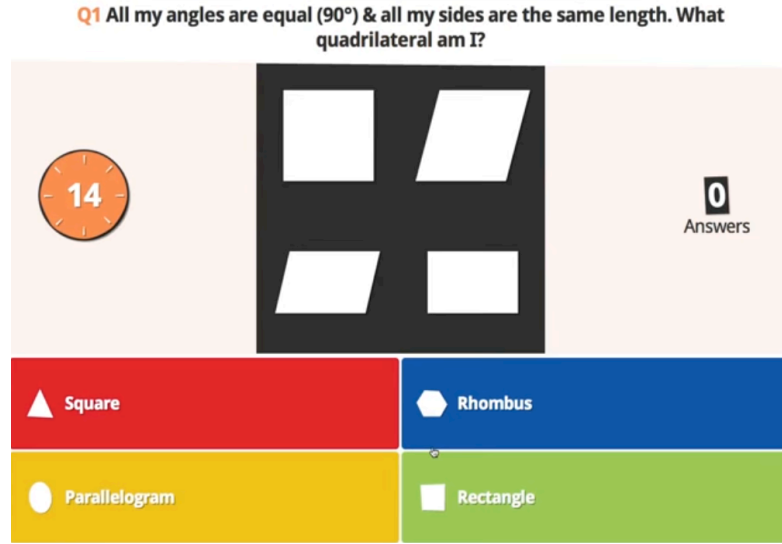 Q1 All my angles are equal (90°) & all my sides are the same length. What
quadrilateral am I?
14
0
Answers
Square
Rhombus
Parallelogram
Rectangle